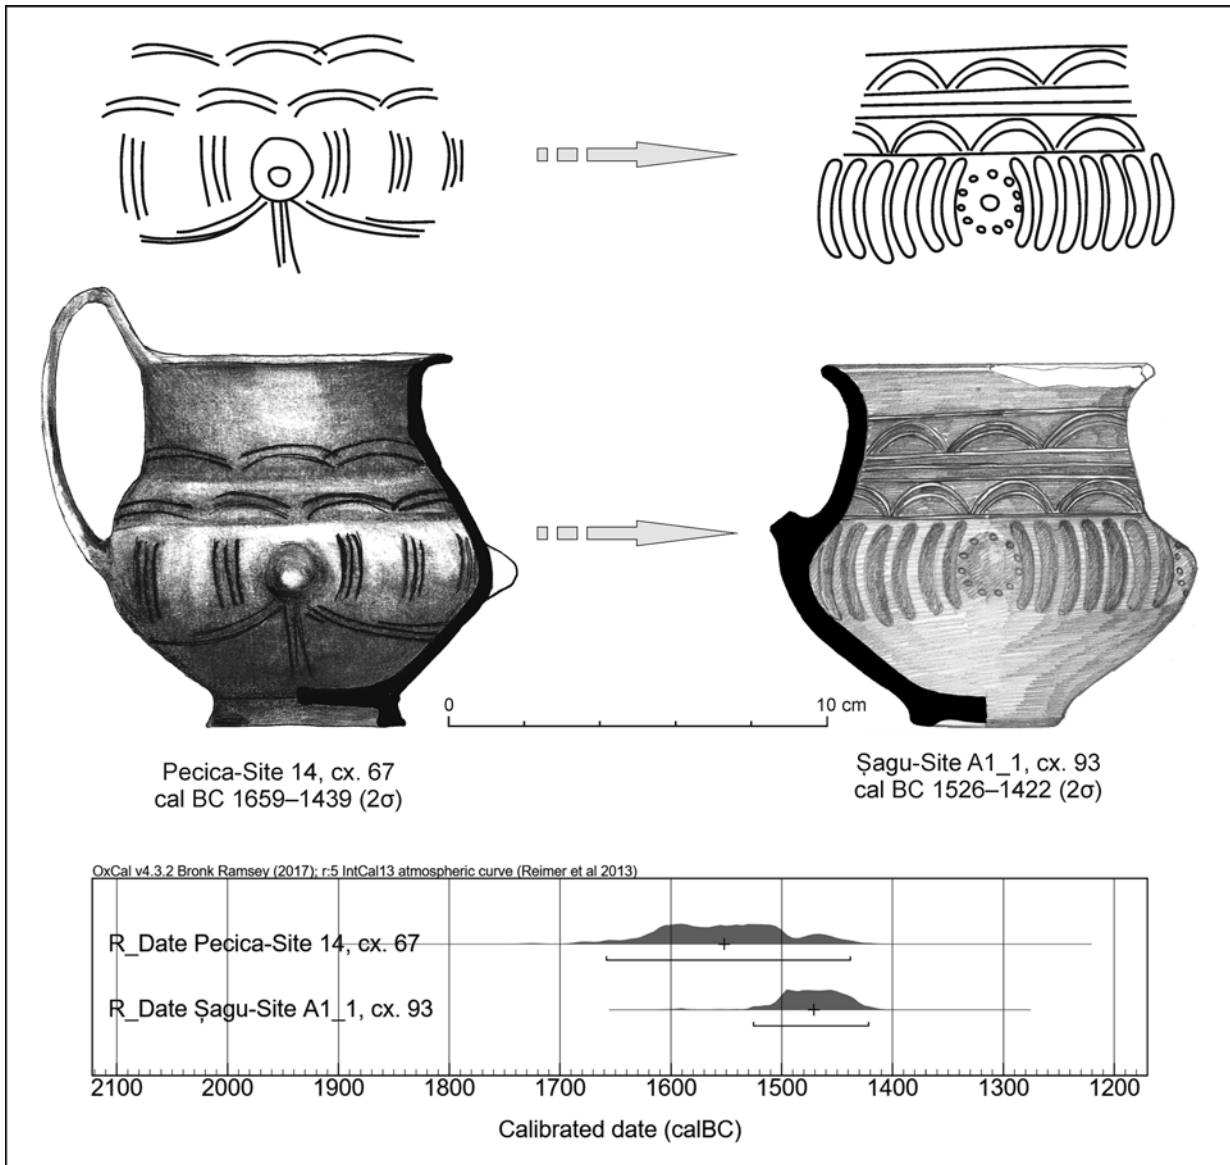 0 10 cm
Pecica-Site 14, cx. 67
cal BC 1659–1439 (2σ)
Șagu-Site A1_1, cx. 93
cal BC 1526–1422 (2σ)
OxCal v4.3.2 Bronk Ramsey (2017); r:5 IntCal13 atmospheric curve (Reimer et al 2013)
R_Date Pecica-Site 14, cx. 67
R_Date Șagu-Site A1_1, cx. 93
2100 2000 1900 1800 1700 1600 1500 1400 1300 1200
Calibrated date (calBC)